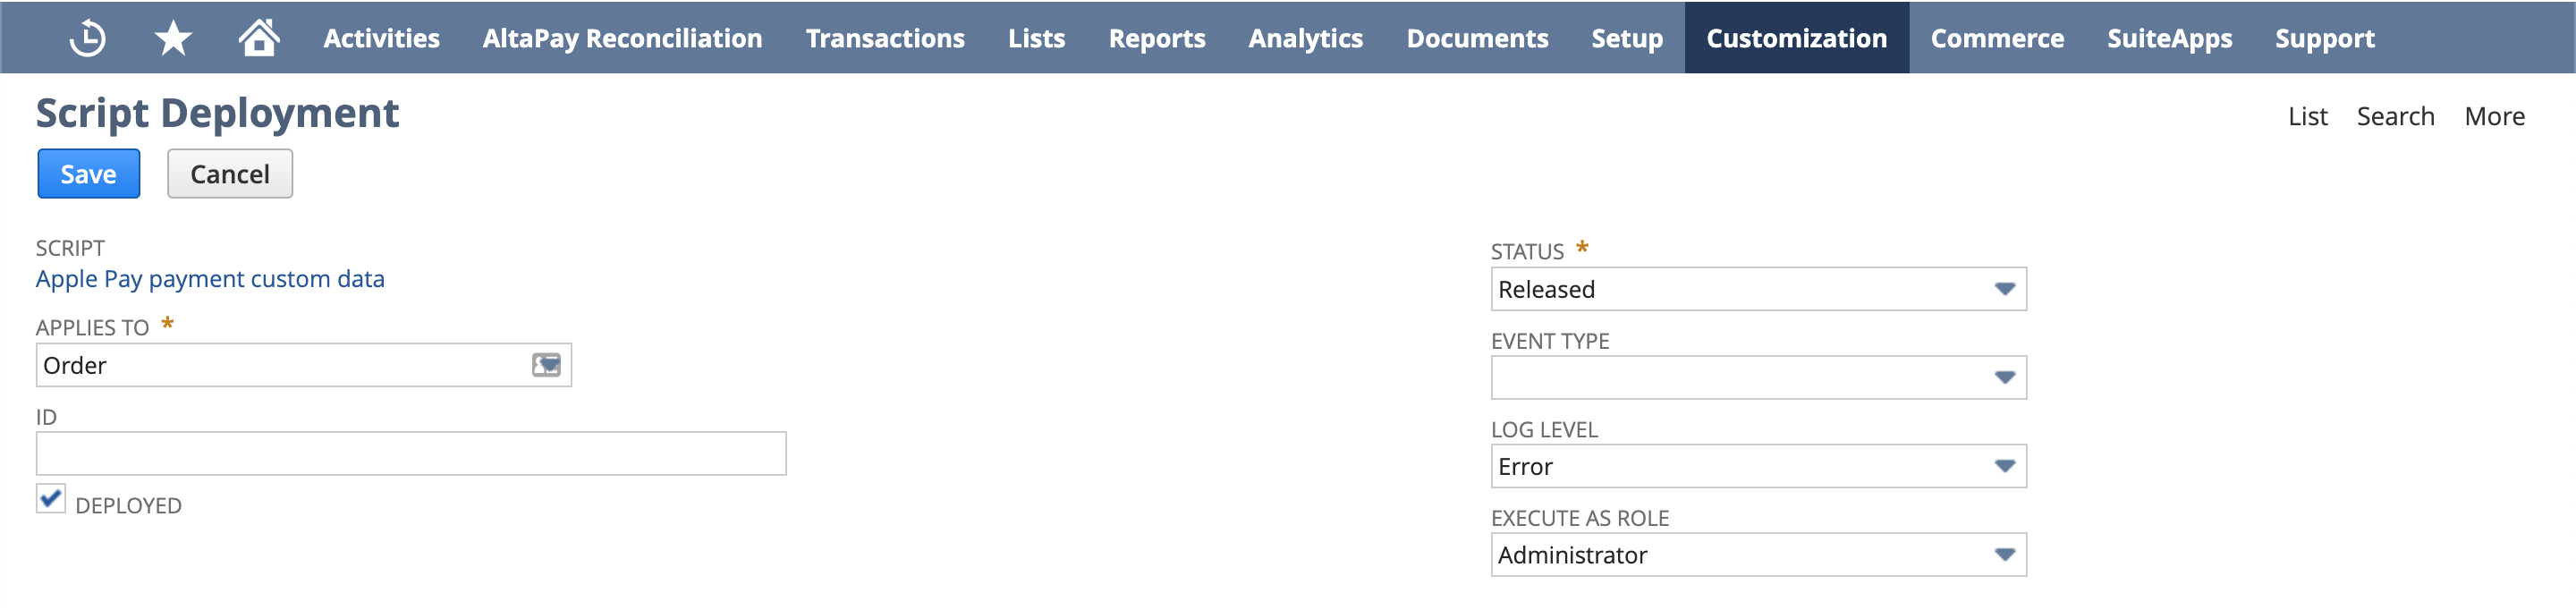 Activities AltaPay Reconciliation Transactions Lists Reports Analytics Documents Setup Customization Commerce SuiteApps Support
Script Deployment
List Search More
Save Cancel
SCRIPT
Apple Pay payment custom data
APPLIES TO *
Order
ID
DEPLOYED
STATUS *
Released
EVENT TYPE
LOG LEVEL
Error
EXECUTE AS ROLE
Administrator